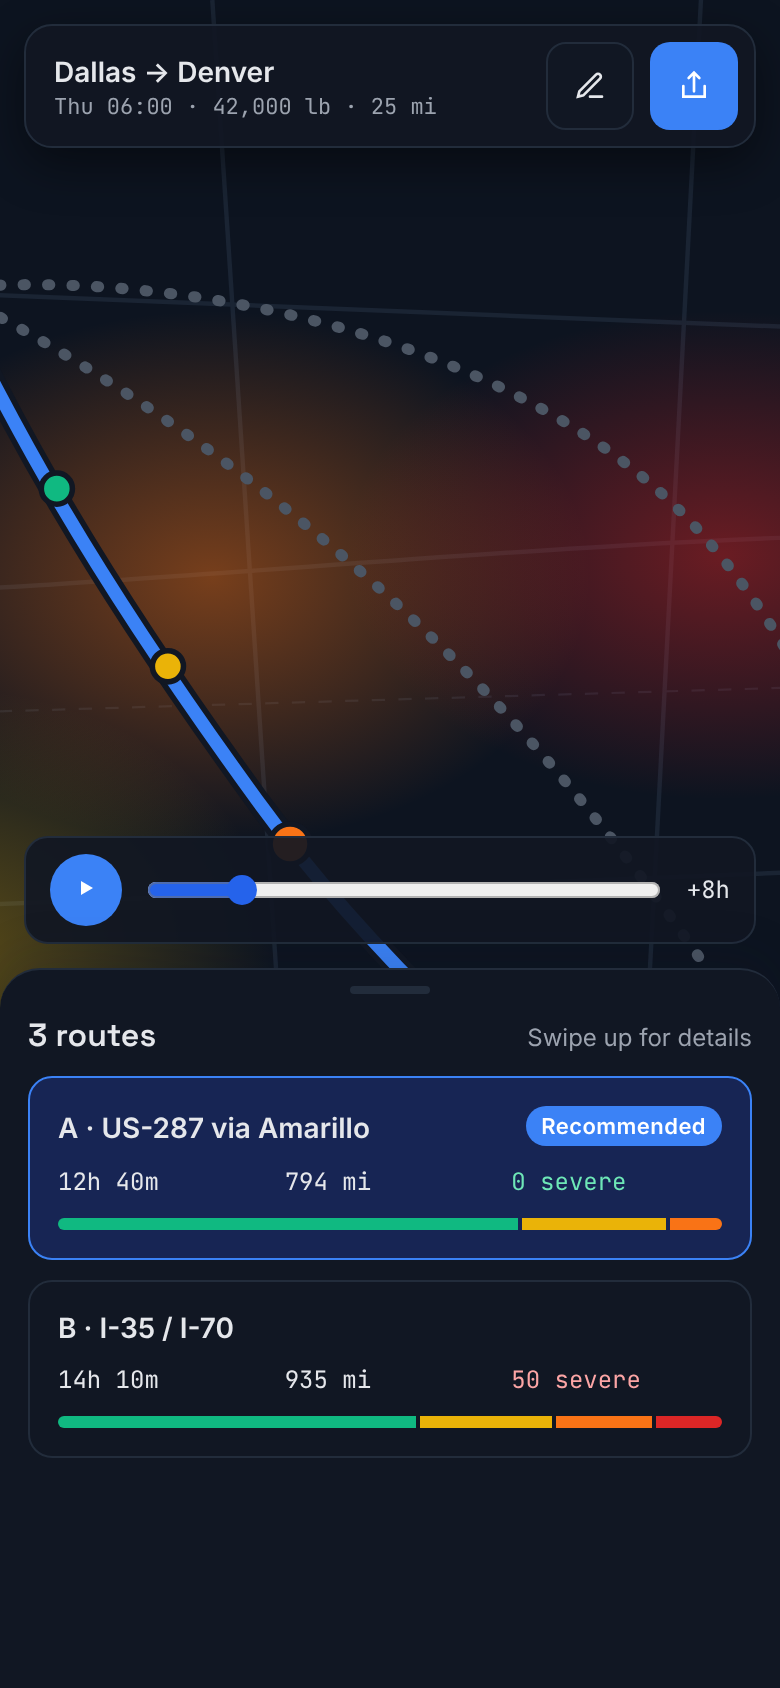 Dallas → Denver
Thu 06:00 · 42,000 lb · 25 mi
+8h
3 routes
Swipe up for details
A · US-287 via Amarillo
Recommended
12h 40m
794 mi
0 severe
B · I-35 / I-70
14h 10m
935 mi
50 severe